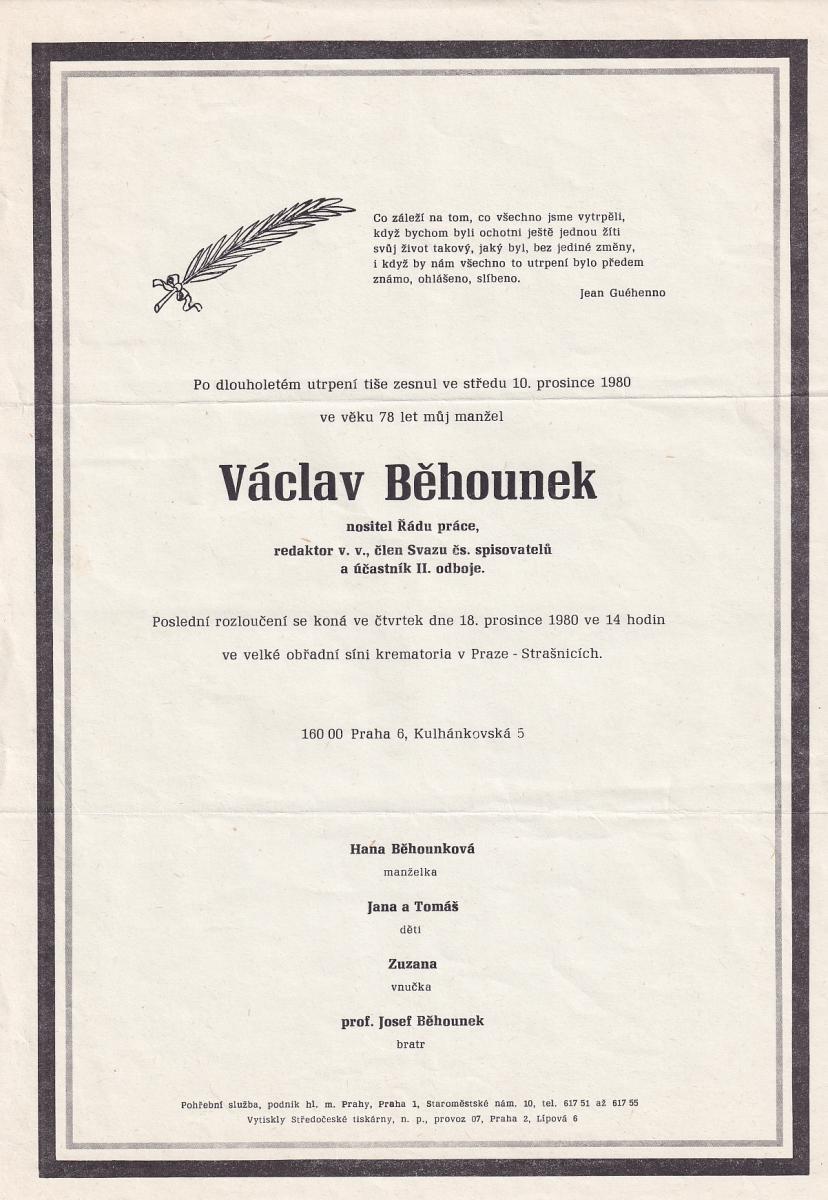 Co záleží na tom, co všechno jsme vytrpěli,
když bychom byli ochotni ještě jednou žíti
svůj život takový, jaký byl, bez jediné změny,
i když by nám všechno to utrpení bylo předem
známo, ohlášeno, slíbeno.
Jean Guéhenno
Po dlouholetém utrpení tiše zesnul ve středu 10. prosince 1980
ve věku 78 let můj manžel
Václav Běhounek
nositel Řádu práce,
redaktor v. v., člen Svazu čs. spisovatelů
a účastník II. odboje.
Poslední rozloučení se koná ve čtvrtek dne 18. prosince 1980 ve 14 hodin
ve velké obřadní síni krematoria v Praze - Strašnicích.
160 00 Praha 6, Kulhánkovská 5
Hana Běhounková
manželka
Jana a Tomáš
děti
Zuzana
vnučka
prof. Josef Běhounek
bratr
Pohřební služba, podnik hl. m. Prahy, Praha 1, Staroměstské nám. 10, tel. 617 51 až 617 55
Vytiskly Středočeské tiskárny, n. p., provoz 07, Praha 2, Lípová 6